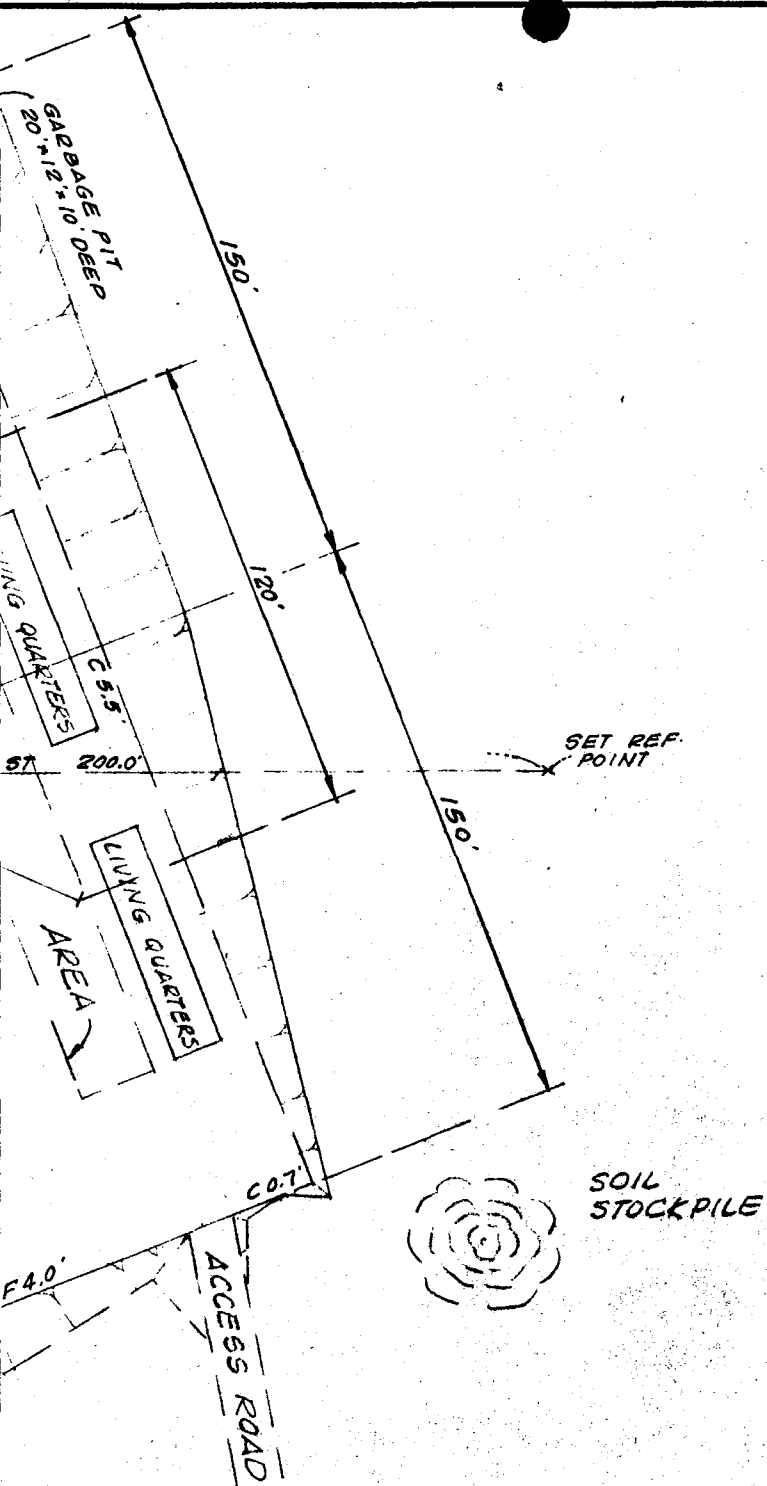 GARBAGE PIT
20'x12'x10' DEEP
150'
120'
QUARTERS
C 5.5'
ST 200.0'
SET REF.
POINT
150'
LIVING QUARTERS
AREA
C 0.7'
SOIL
STOCKPILE
F 4.0'
ACCESS ROAD